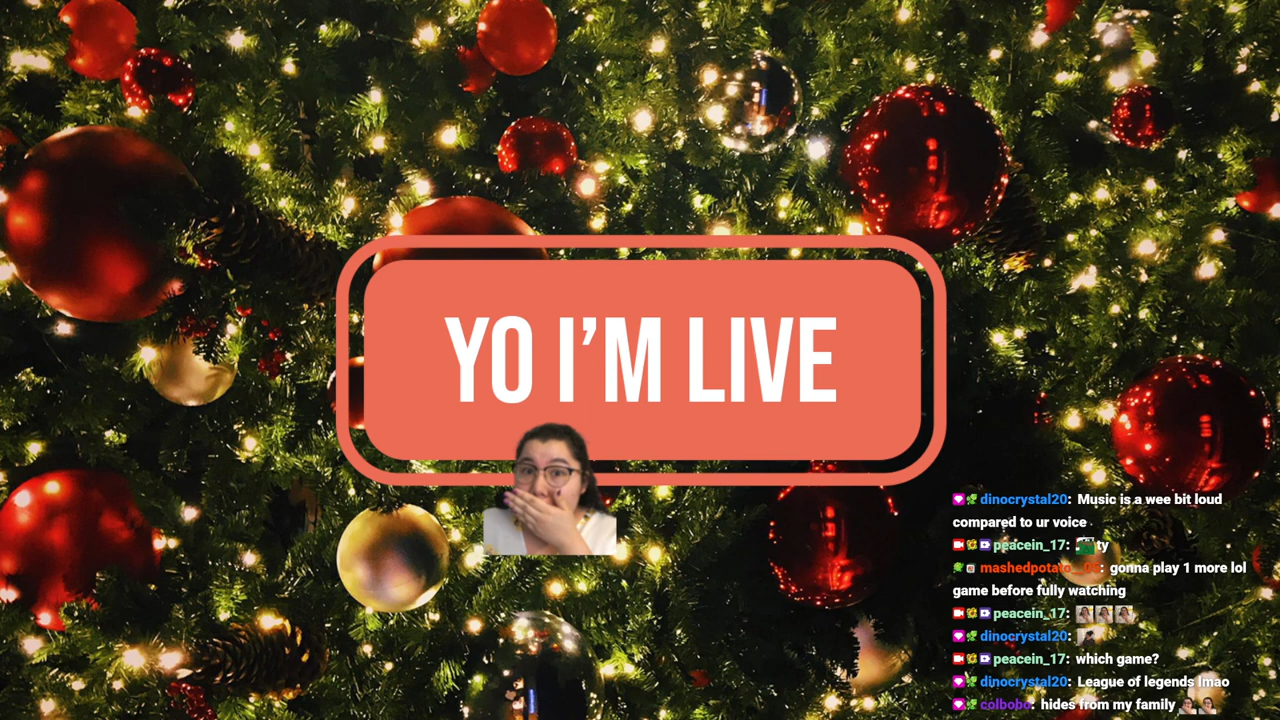 YO I'M LIVE
dinocrystal20: Music is a wee bit loud
compared to ur voice
peacein_17: ty
: gonna play 1 more lol
game before fully watching
peacein_17:
dinocrystal20:
peacein_17: which game?
dinocrystal20: League of legends lmao
colbobo: hides from my family